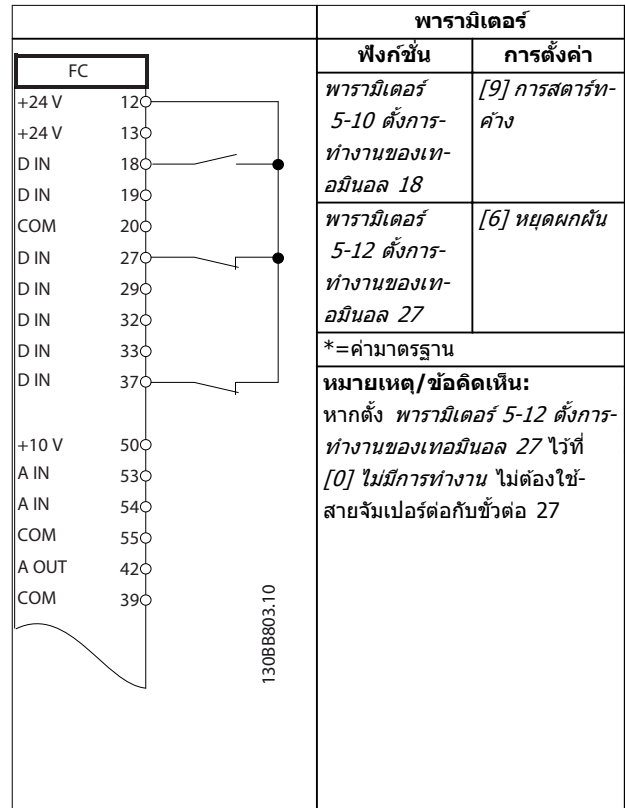 FC
+24 V 12
+24 V 13
D IN 18
D IN 19
COM 20
D IN 27
D IN 29
D IN 32
D IN 33
D IN 37
+10 V 50
A IN 53
A IN 54
COM 55
A OUT 42
COM 39
130BB803.10
พารามิเตอร์
ฟังก์ชั่น การตั้งค่า
พารามิเตอร์
5-10 ตั้งการ-
ทำงานของเท-
อมินอล 18
[9] การสตาร์ท-
ค้าง
พารามิเตอร์
5-12 ตั้งการ-
ทำงานของเท-
อมินอล 27
[6] หยุดผกผัน
*=ค่ามาตรฐาน
หมายเหตุ/ข้อคิดเห็น:
หากตั้ง พารามิเตอร์ 5-12 ตั้งการ-
ทำงานของเทอมินอล 27 ไว้ที่
[0] ไม่มีการทำงาน ไม่ต้องใช้-
สายจัมเปอร์ต่อกับขั้วต่อ 27